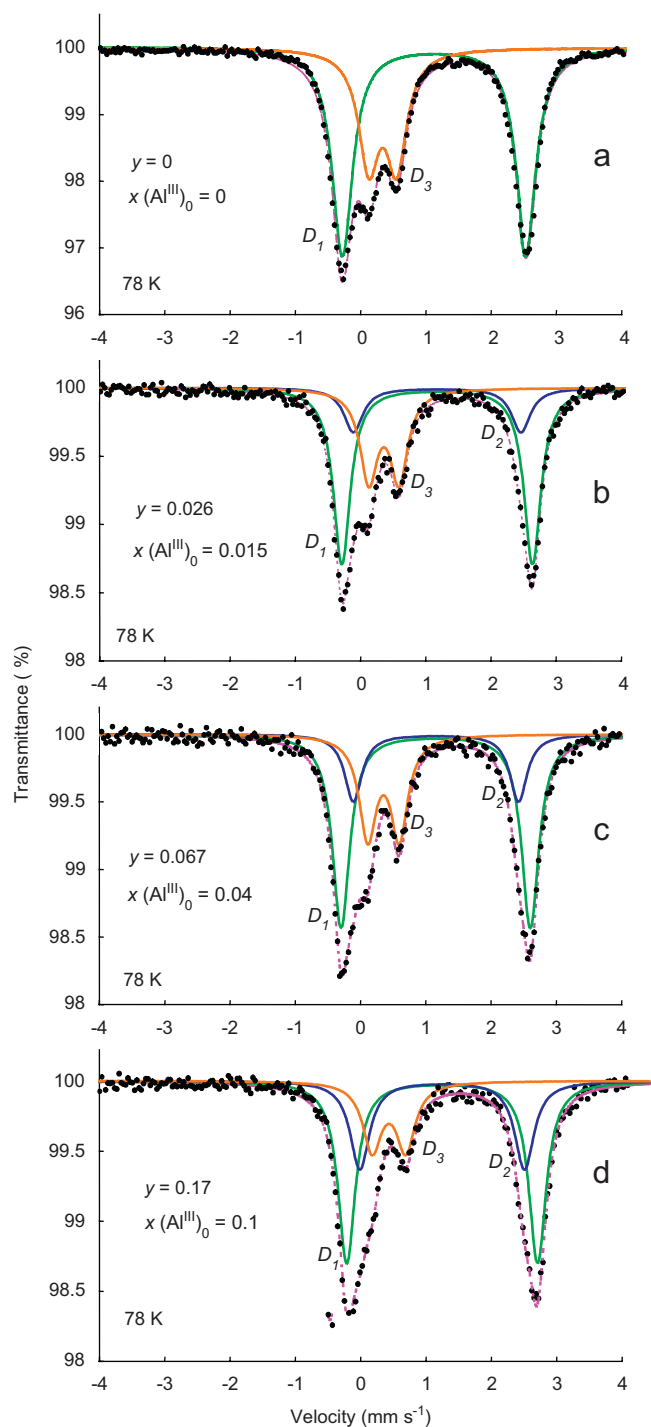 100
99
98
97
96
y = 0
x (Al^III)_0 = 0
78 K
D_1
D_3
a
-4 -3 -2 -1 0 1 2 3 4
100
99.5
99
98.5
98
y = 0.026
x (Al^III)_0 = 0.015
78 K
D_1
D_3
D_2
b
-4 -3 -2 -1 0 1 2 3 4
Transmittance ( %)
100
99.5
99
98.5
98
y = 0.067
x (Al^III)_0 = 0.04
78 K
D_1
D_3
D_2
c
-4 -3 -2 -1 0 1 2 3 4
100
99.5
99
98.5
98
y = 0.17
x (Al^III)_0 = 0.1
78 K
D_1
D_3
D_2
d
-4 -3 -2 -1 0 1 2 3 4
Velocity (mm s^-1)